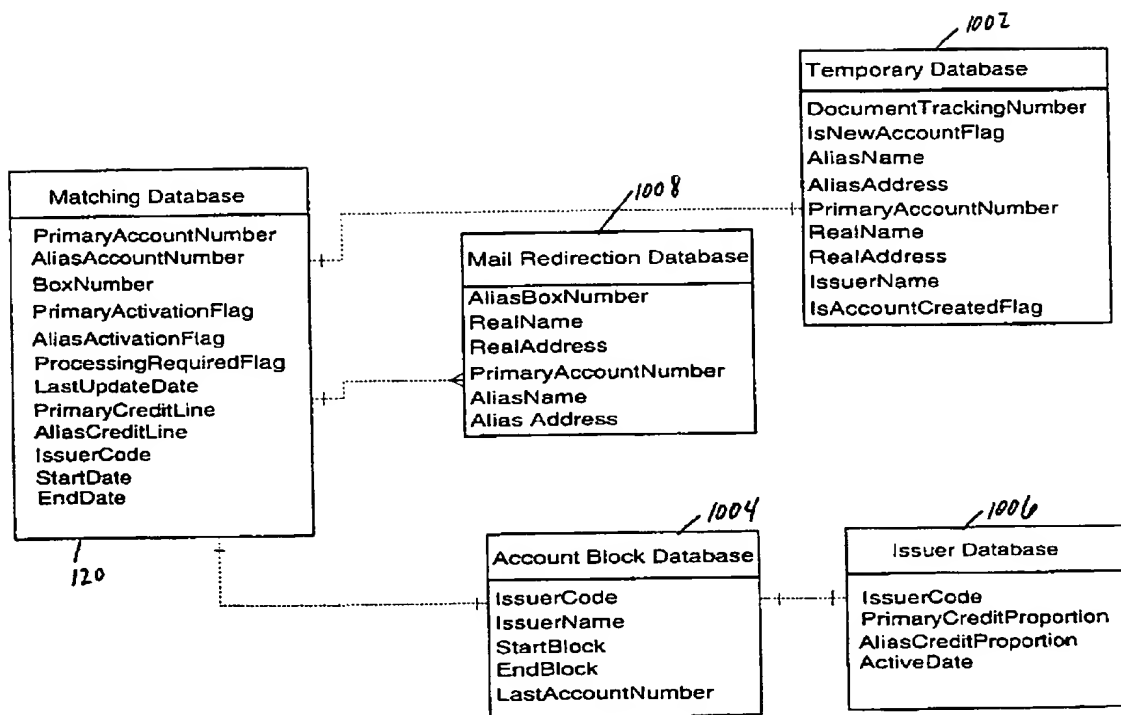 1002
Temporary Database
DocumentTrackingNumber
IsNewAccountFlag
AliasName
AliasAddress
PrimaryAccountNumber
RealName
RealAddress
IssuerName
IsAccountCreatedFlag
Matching Database
PrimaryAccountNumber
AliasAccountNumber
BoxNumber
PrimaryActivationFlag
AliasActivationFlag
ProcessingRequiredFlag
LastUpdateDate
PrimaryCreditLine
AliasCreditLine
IssuerCode
StartDate
EndDate
120
1008
Mail Redirection Database
AliasBoxNumber
RealName
RealAddress
PrimaryAccountNumber
AliasName
Alias Address
1004
Account Block Database
IssuerCode
IssuerName
StartBlock
EndBlock
LastAccountNumber
1006
Issuer Database
IssuerCode
PrimaryCreditProportion
AliasCreditProportion
ActiveDate